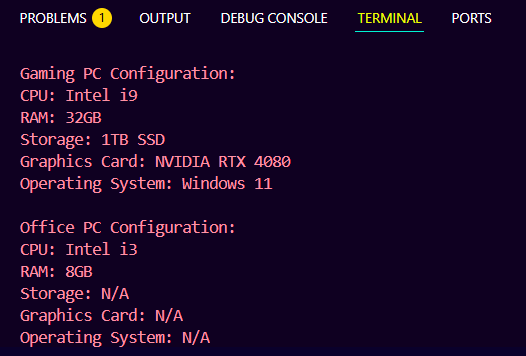 PROBLEMS 1 OUTPUT DEBUG CONSOLE TERMINAL PORTS
Gaming PC Configuration:
CPU: Intel i9
RAM: 32GB
Storage: 1TB SSD
Graphics Card: NVIDIA RTX 4080
Operating System: Windows 11
Office PC Configuration:
CPU: Intel i3
RAM: 8GB
Storage: N/A
Graphics Card: N/A
Operating System: N/A